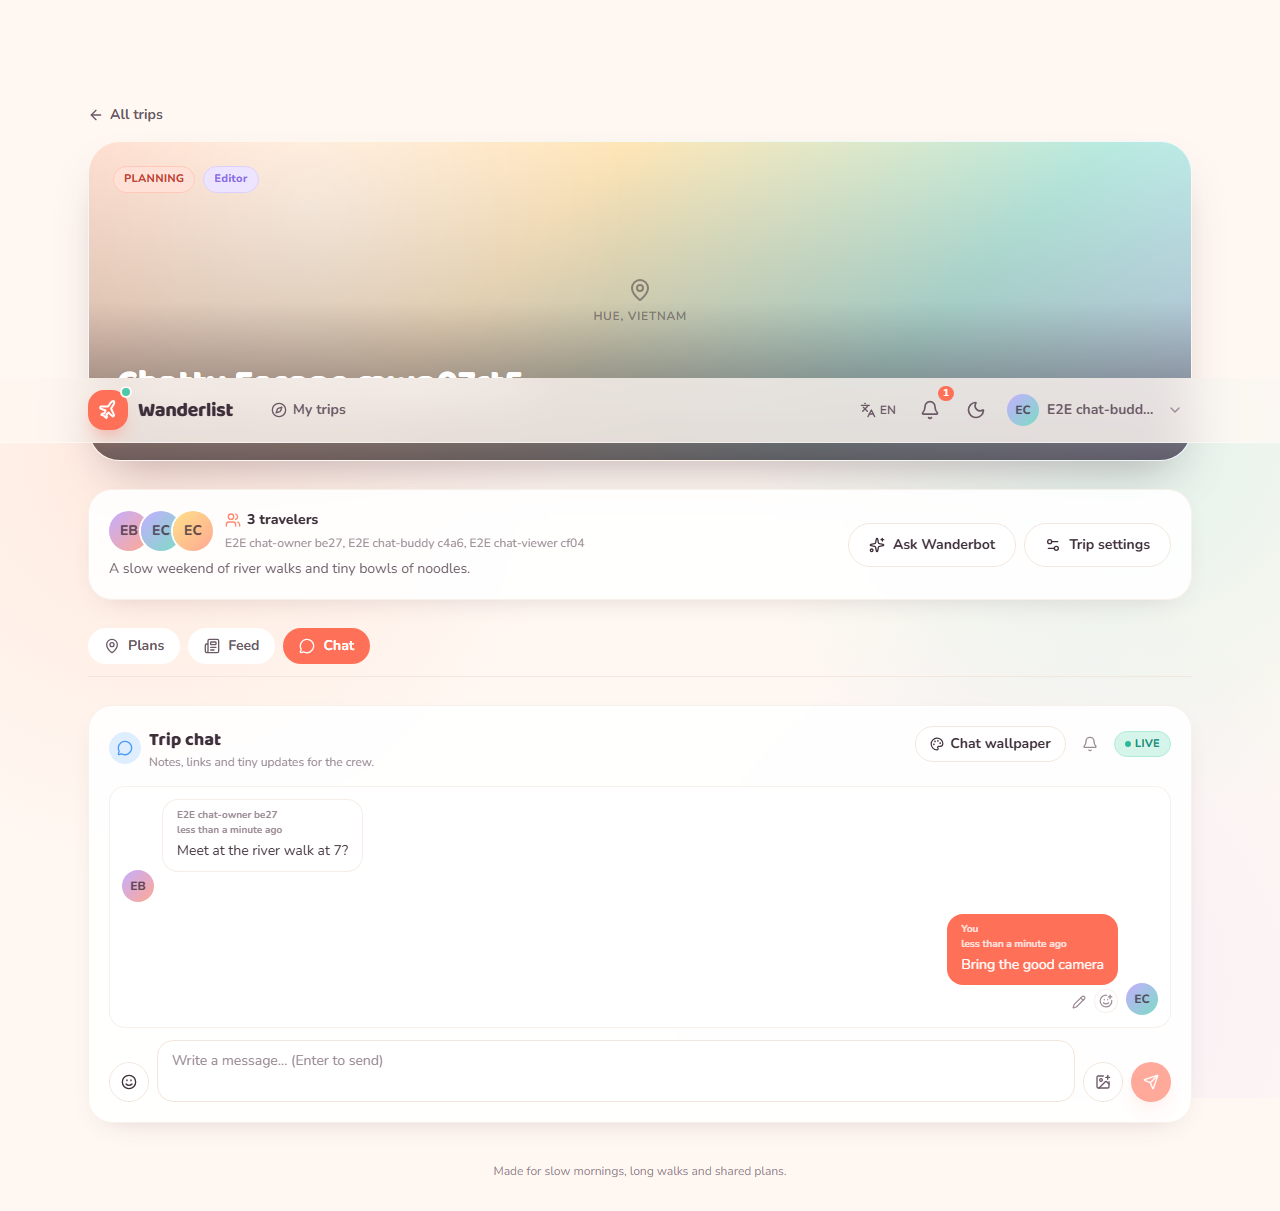 All trips
PLANNING
Editor
HUE, VIETNAM
Wanderlist
My trips
EN
1
EC
E2E chat-budd...
EB
EC
EC
3 travelers
E2E chat-owner be27, E2E chat-buddy c4a6, E2E chat-viewer cf04
A slow weekend of river walks and tiny bowls of noodles.
Ask Wanderbot
Trip settings
Plans
Feed
Chat
Trip chat
Notes, links and tiny updates for the crew.
Chat wallpaper
LIVE
E2E chat-owner be27
less than a minute ago
Meet at the river walk at 7?
EB
You
less than a minute ago
Bring the good camera
EC
Write a message... (Enter to send)
Made for slow mornings, long walks and shared plans.